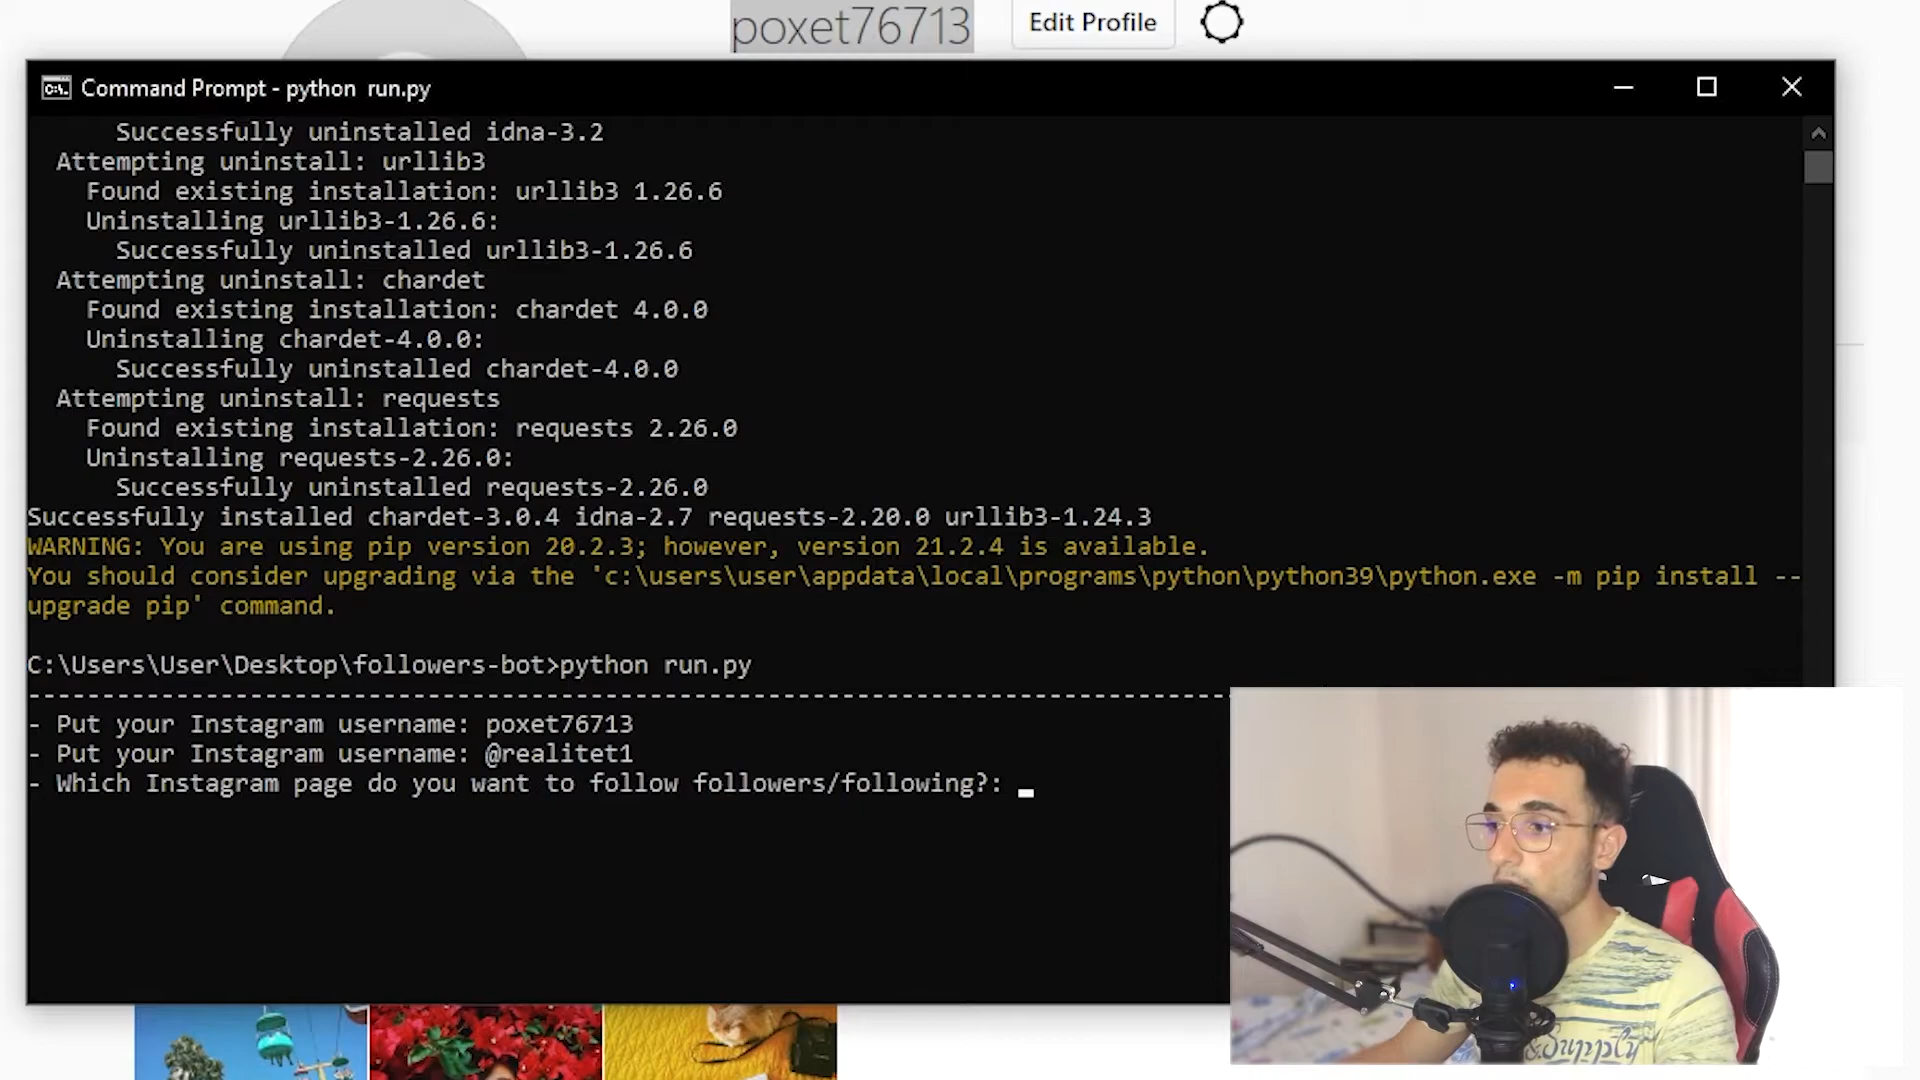 poxet76713 Edit Profile
Command Prompt - python run.py
Successfully uninstalled idna-3.2
Attempting uninstall: urllib3
Found existing installation: urllib3 1.26.6
Uninstalling urllib3-1.26.6:
Successfully uninstalled urllib3-1.26.6
Attempting uninstall: chardet
Found existing installation: chardet 4.0.0
Uninstalling chardet-4.0.0:
Successfully uninstalled chardet-4.0.0
Attempting uninstall: requests
Found existing installation: requests 2.26.0
Uninstalling requests-2.26.0:
Successfully uninstalled requests-2.26.0
Successfully installed chardet-3.0.4 idna-2.7 requests-2.20.0 urllib3-1.24.3
WARNING: You are using pip version 20.2.3; however, version 21.2.4 is available.
You should consider upgrading via the 'c:\users\user\appdata\local\programs\python\python39\python.exe -m pip install --
upgrade pip' command.
C:\Users\User\Desktop\followers-bot>python run.py
- Put your Instagram username: poxet76713
- Put your Instagram username: @realitet1
- Which Instagram page do you want to follow followers/following?:
&Supply